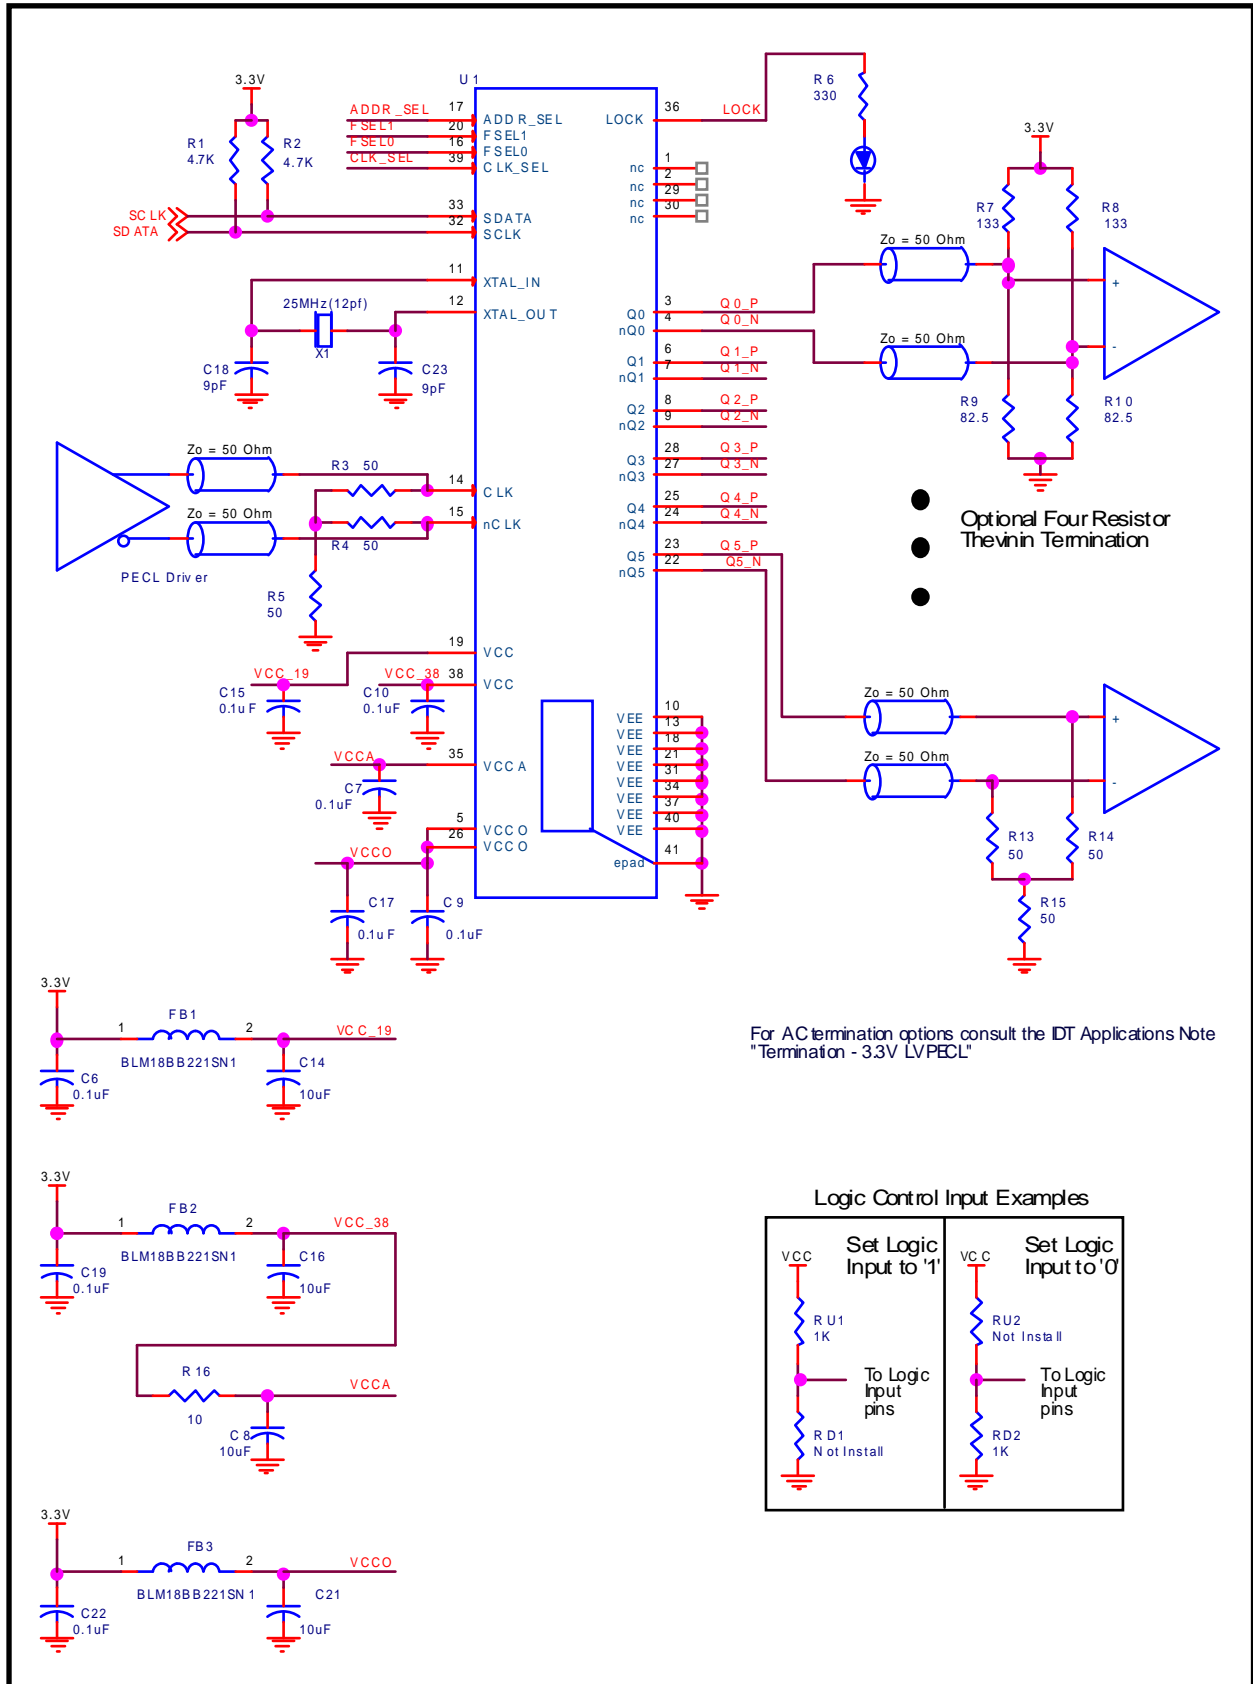 3.3V
U1
R1
4.7K
R2
4.7K
ADDR_SEL
FSEL1
FSEL0
CLK_SEL
17
20
16
39
ADDR_SEL
FSEL1
FSEL0
CLK_SEL
SCLK
SDATA
33
32
SDATA
SCLK
11
XTAL_IN
25MHz(12pf)
12
XTAL_OUT
X1
C18
9pF
C23
9pF
Zo = 50 Ohm
R3 50
14
CLK
Zo = 50 Ohm
15
nCLK
R4 50
PECL Driver
R5
50
19
VCC
VCC_19
VCC_38
38
VCC
C15
0.1uF
C10
0.1uF
VCCA
35
VCCA
C7
0.1uF
5
26
VCCO
VCCO
VCCO
C17
0.1uF
C9
0.1uF
LOCK
36
LOCK
R6
330
nc
nc
nc
nc
1
2
29
30
Q0
nQ0
3
4
Q0_P
Q0_N
Q1
nQ1
6
7
Q1_P
Q1_N
Q2
nQ2
8
9
Q2_P
Q2_N
Q3
nQ3
28
27
Q3_P
Q3_N
Q4
nQ4
25
24
Q4_P
Q4_N
Q5
nQ5
23
22
Q5_P
Q5_N
VEE
VEE
VEE
VEE
VEE
VEE
VEE
VEE
10
13
18
21
31
34
37
40
epad
41
3.3V
R7
133
R8
133
Zo = 50 Ohm
+
Zo = 50 Ohm
-
R9
82.5
R10
82.5
Optional Four Resistor
Thevinin Termination
Zo = 50 Ohm
+
Zo = 50 Ohm
-
R13
50
R14
50
R15
50
3.3V
1
FB1
2
VCC_19
BLM18BB221SN1
C6
0.1uF
C14
10uF
For AC termination options consult the IDT Applications Note
"Termination - 3.3V LVPECL"
3.3V
1
FB2
2
VCC_38
BLM18BB221SN1
C19
0.1uF
C16
10uF
R16
10
VCCA
C8
10uF
3.3V
1
FB3
2
VCCO
BLM18BB221SN1
C22
0.1uF
C21
10uF
Logic Control Input Examples
Set Logic
Input to '1'
VCC
RU1
1K
To Logic
Input
pins
RD1
Not Install
Set Logic
Input to '0'
VCC
RU2
Not Install
To Logic
Input
pins
RD2
1K